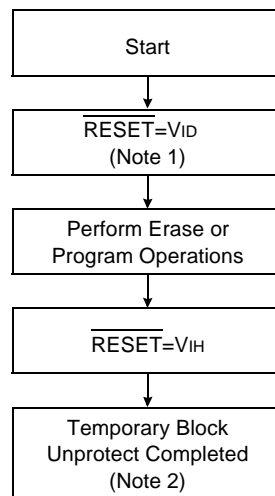 Start
RESET=VID
(Note 1)
Perform Erase or
Program Operations
RESET=VIH
Temporary Block
Unprotect Completed
(Note 2)